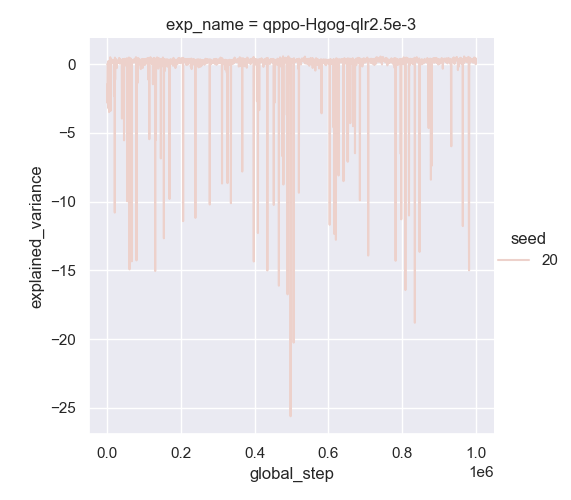 exp_name = qppo-Hgog-qlr2.5e-3
0
−5
−10
−15
−20
−25
explained_variance
0.0 0.2 0.4 0.6 0.8 1.0
1e6
global_step
seed
20